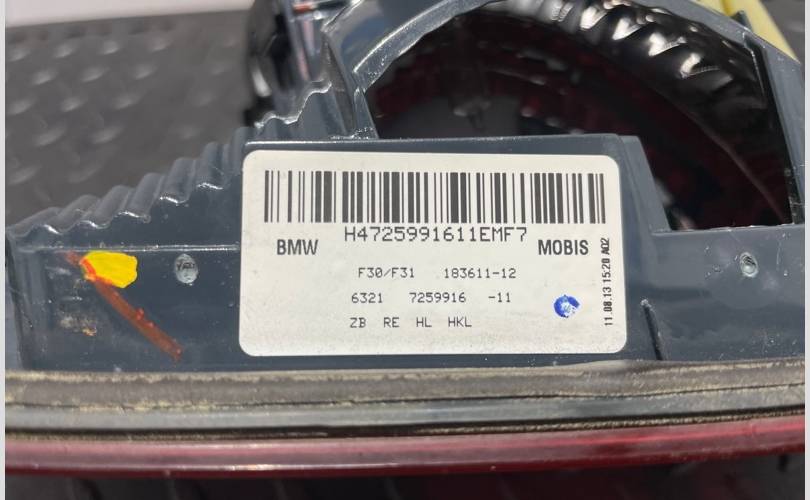 H4725991611EMF7
BMW MOBIS
F30/F31 183611-12
6321 7259916 -11
ZB RE HL HKL
11.08.13 15:20 A02